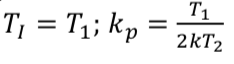 T_I = T_1; k_p = \frac{T_1}{2kT_2}